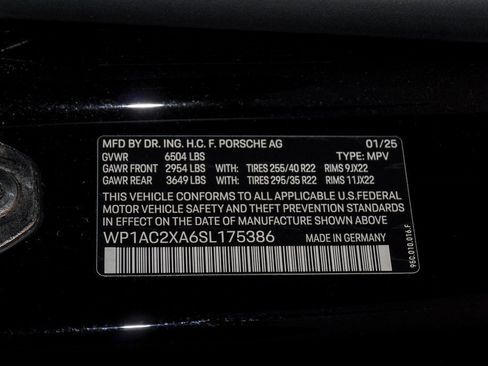 MFD BY DR. ING. H.C. F. PORSCHE AG 01/25
GVWR 6504 LBS TYPE: MPV
GAWR FRONT 2954 LBS WITH: TIRES 255/40 R22 RIMS 9JX22
GAWR REAR 3649 LBS WITH: TIRES 295/35 R22 RIMS 11JX22
THIS VEHICLE CONFORMS TO ALL APPLICABLE U.S.FEDERAL
MOTOR VEHICLE SAFETY AND THEFT PREVENTION STANDARDS
IN EFFECT ON THE DATE OF MANUFACTURE SHOWN ABOVE
WP1AC2XA6SL175386 MADE IN GERMANY
95C.010.016.F